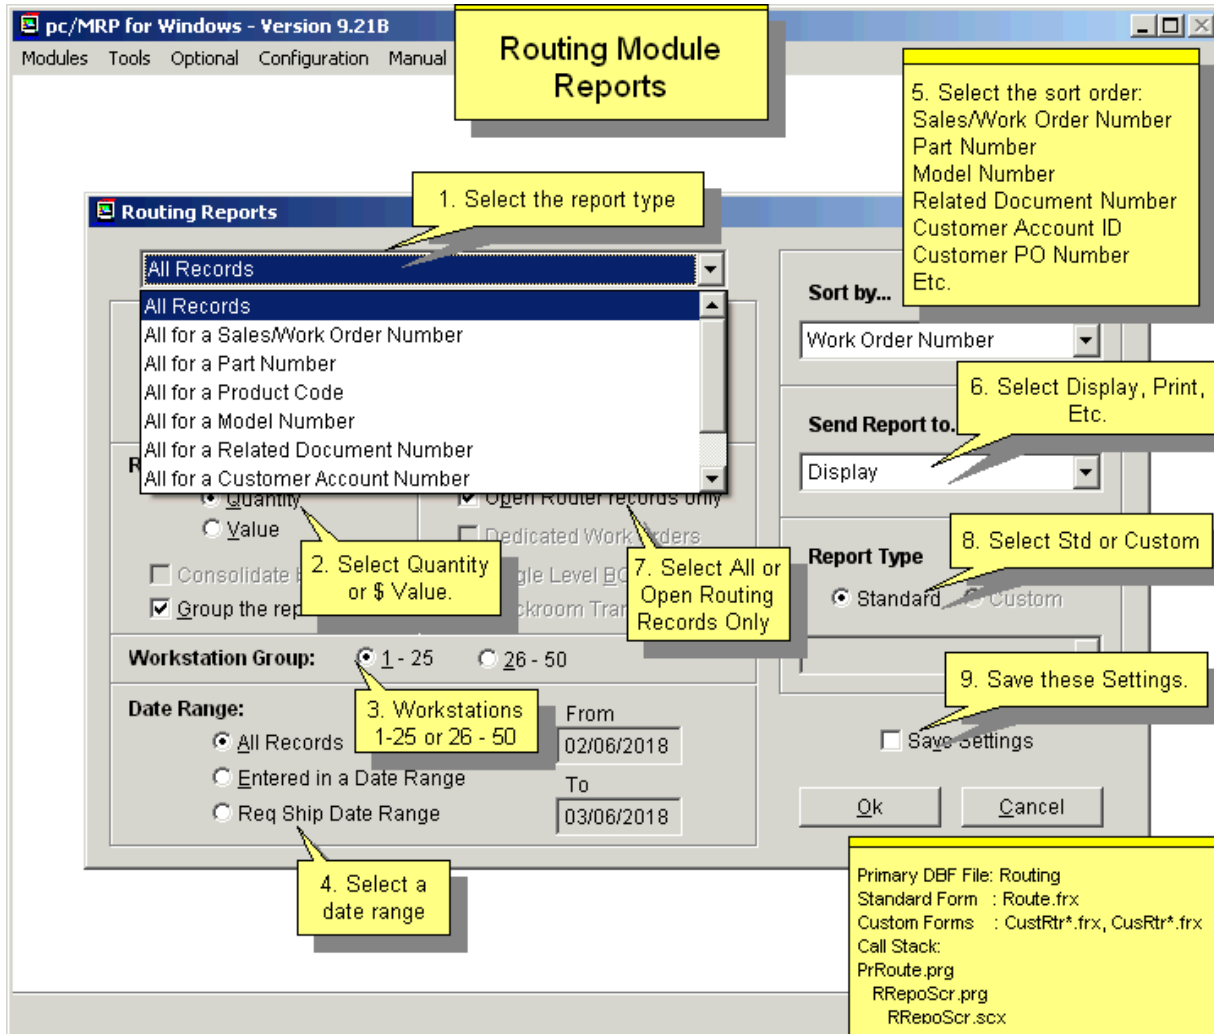 pc/MRP for Windows - Version 9.21B
Modules Tools Optional Configuration Manual
Routing Module
Reports
5. Select the sort order:
Sales/Work Order Number
Part Number
Model Number
Related Document Number
Customer Account ID
Customer PO Number
Etc.
1. Select the report type
Routing Reports
All Records
All Records
All for a Sales/Work Order Number
All for a Part Number
All for a Product Code
All for a Model Number
All for a Related Document Number
All for a Customer Account Number
Sort by...
Work Order Number
6. Select Display, Print,
Etc.
Send Report to..
Display
Quantity
Value
Open Router records only
Dedicated Work Orders
2. Select Quantity
or $ Value.
7. Select All or
Open Routing
Records Only
Consolidate
Level BO
Group the rep
8. Select Std or Custom
Report Type
Standard Custom
Workstation Group: 1 - 25 26 - 50
9. Save these Settings.
Date Range:
3. Workstations
1-25 or 26 - 50
All Records
Entered in a Date Range
Req Ship Date Range
From
02/06/2018
To
03/06/2018
Save Settings
Ok Cancel
4. Select a
date range
Primary DBF File: Routing
Standard Form : Route.frx
Custom Forms : CustRtr*.frx, CusRtr*.frx
Call Stack:
PrRoute.prg
RRepoScr.prg
RRepoScr.scx